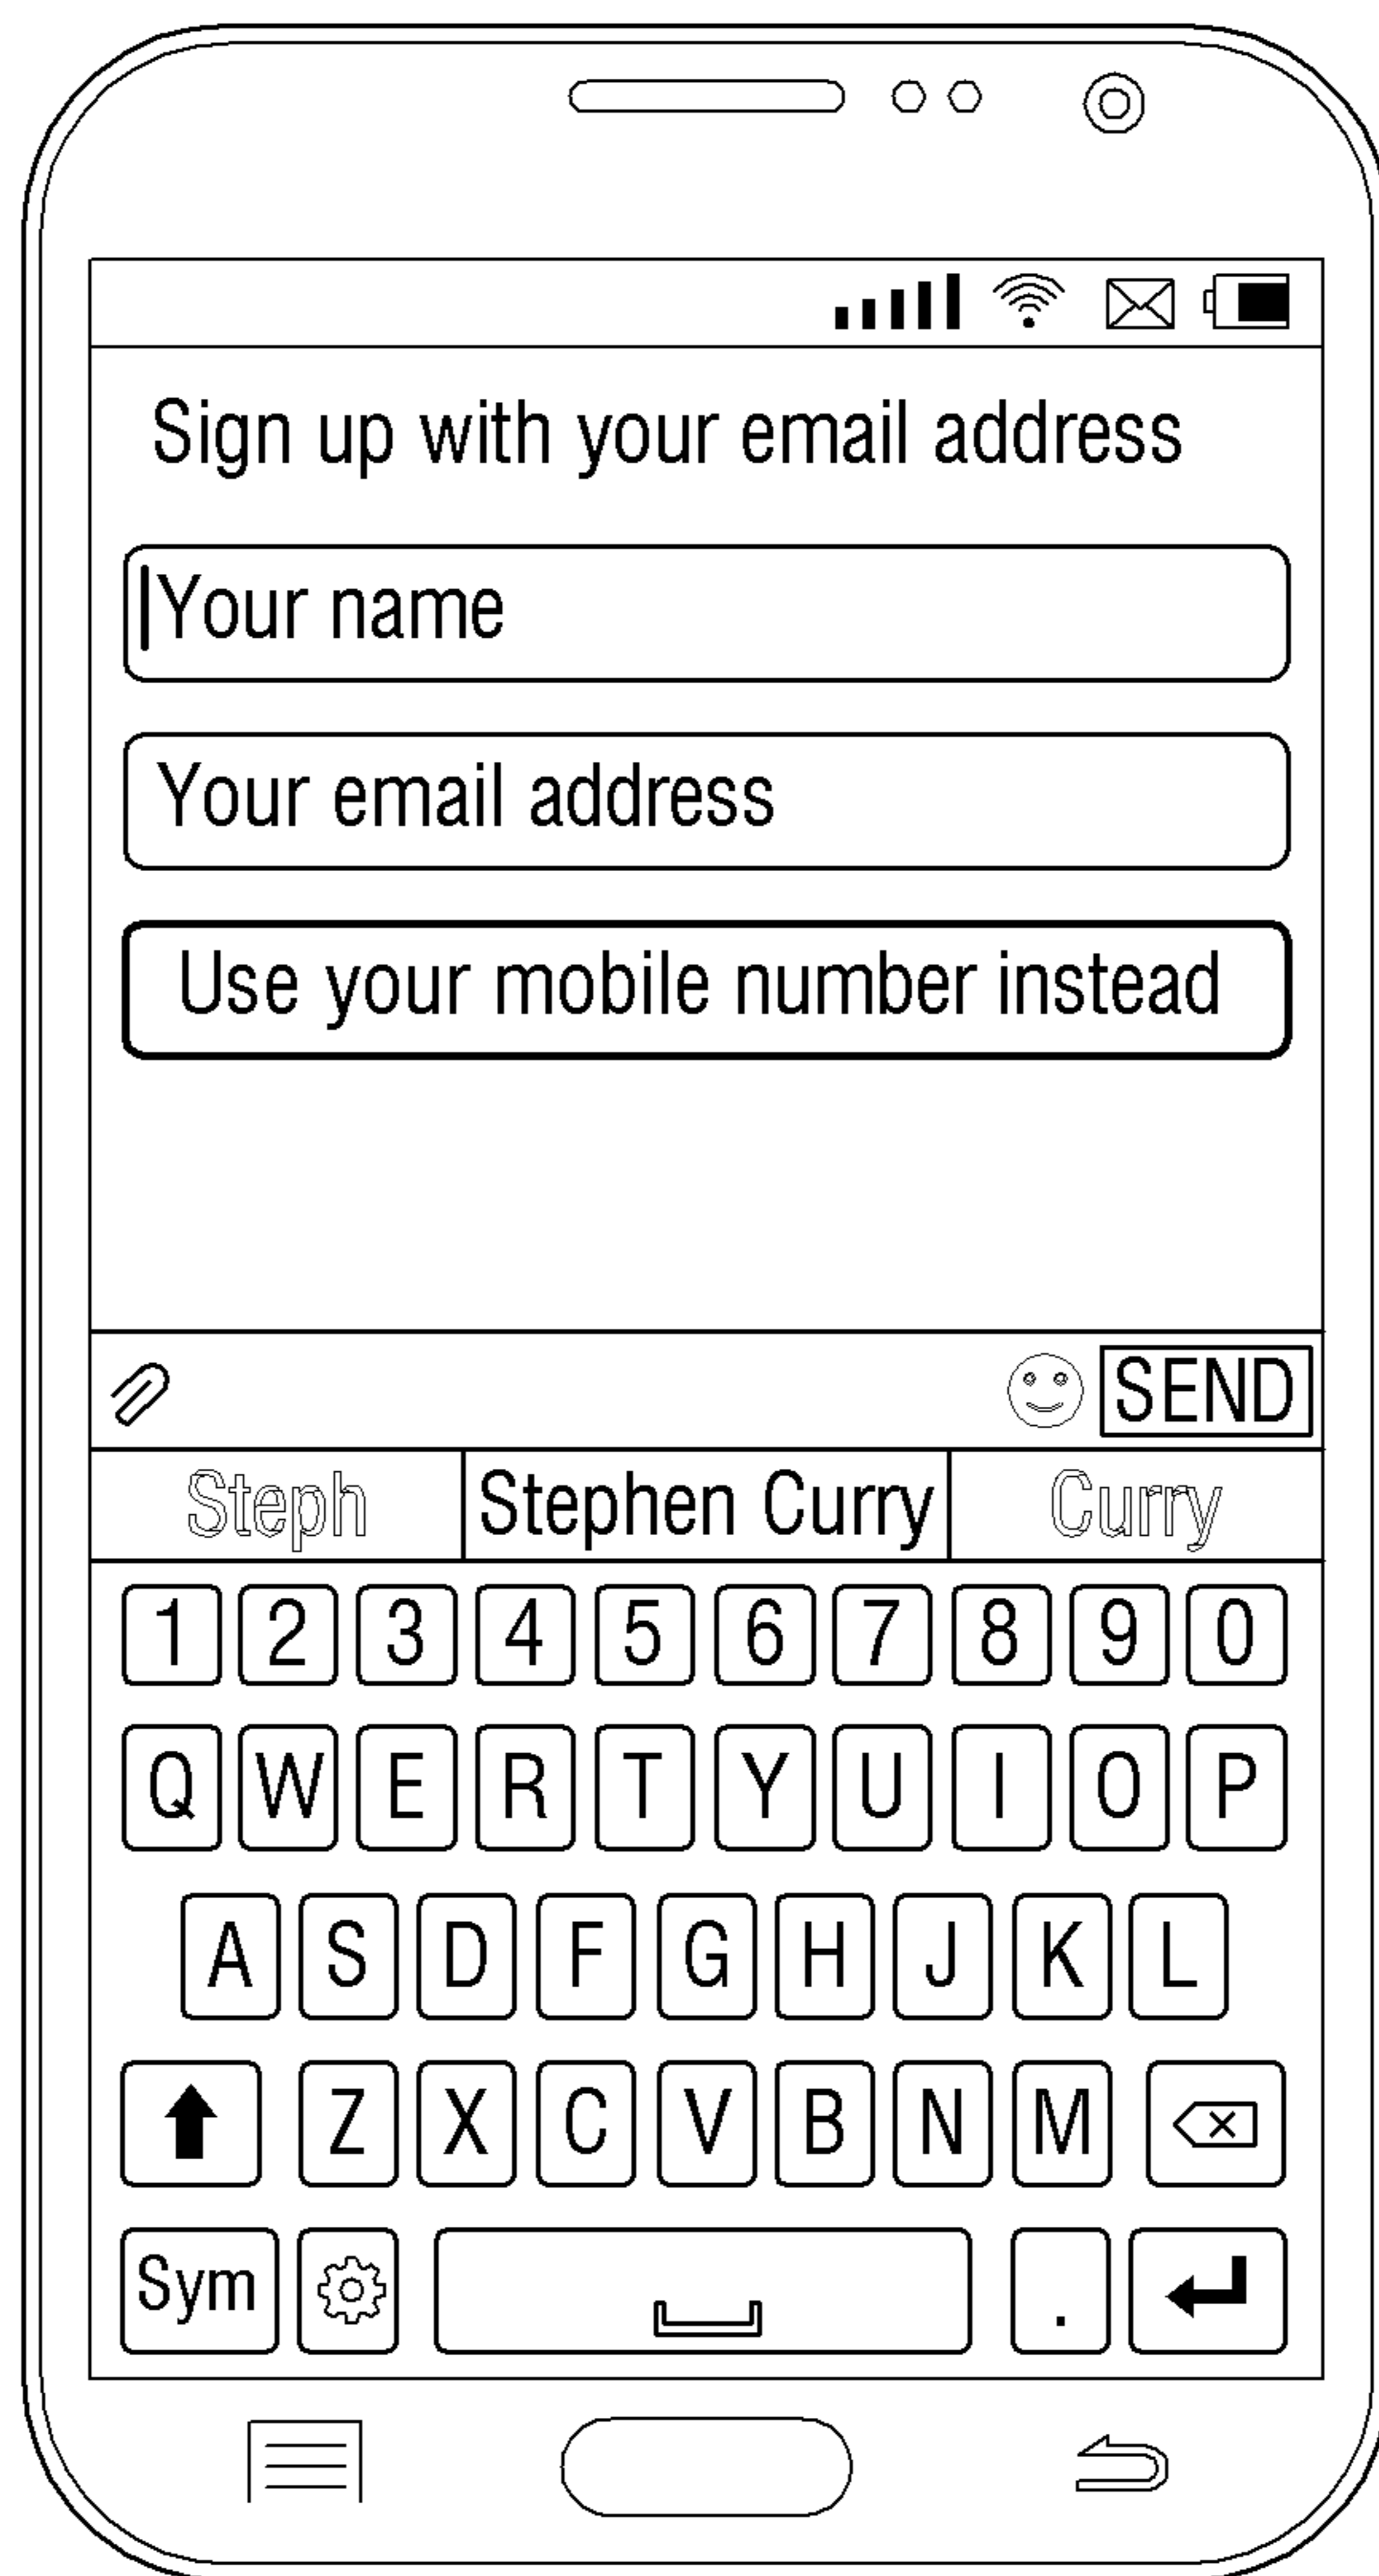 Sign up with your email address
Your name
Your email address
Use your mobile number instead
SEND
Steph Stephen Curry Curry
1 2 3 4 5 6 7 8 9 0
Q W E R T Y U I O P
A S D F G H J K L
Z X C V B N M
Sym .